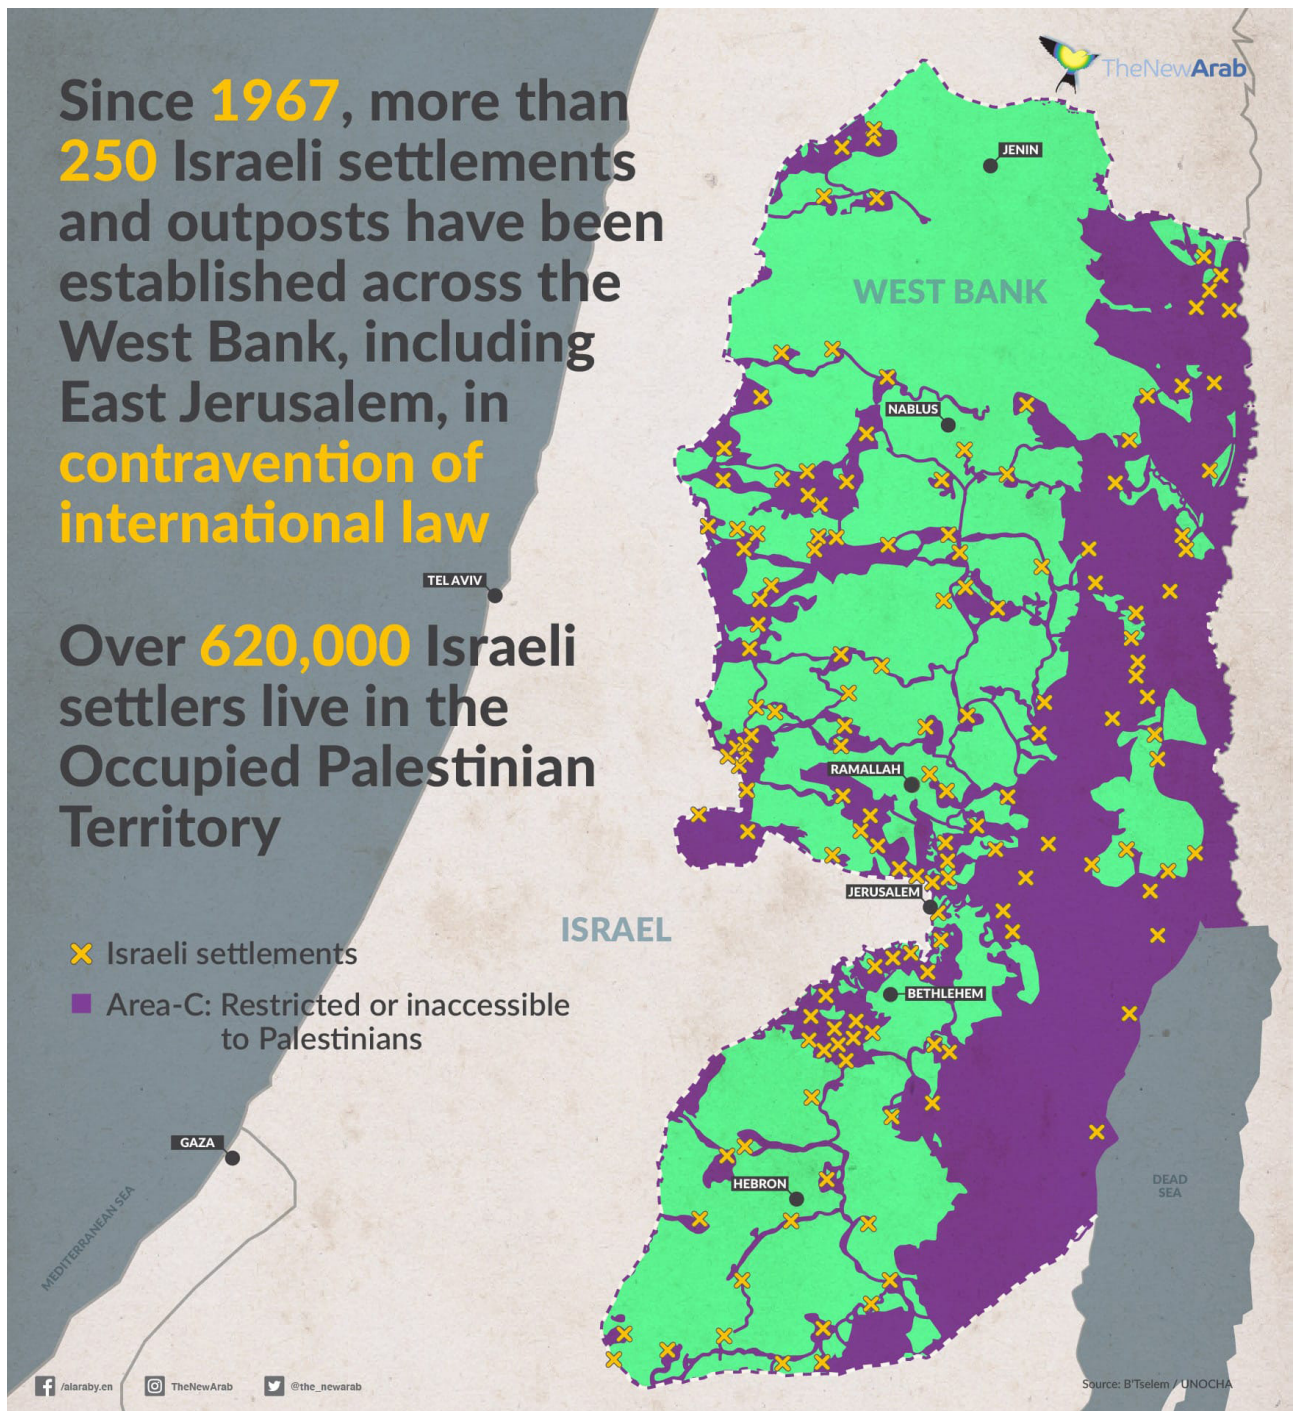 TheNewArab
Since 1967, more than
250 Israeli settlements
and outposts have been
established across the
West Bank, including
East Jerusalem, in
contravention of
international law
Over 620,000 Israeli
settlers live in the
Occupied Palestinian
Territory
Israeli settlements
Area-C: Restricted or inaccessible
to Palestinians
JENIN
WEST BANK
NABLUS
TEL AVIV
RAMALLAH
JERUSALEM
ISRAEL
BETHLEHEM
GAZA
HEBRON
DEAD
SEA
MEDITERRANEAN SEA
/alaraby.en
TheNewArab
@the_newarab
Source: B'Tselem / UNOCHA